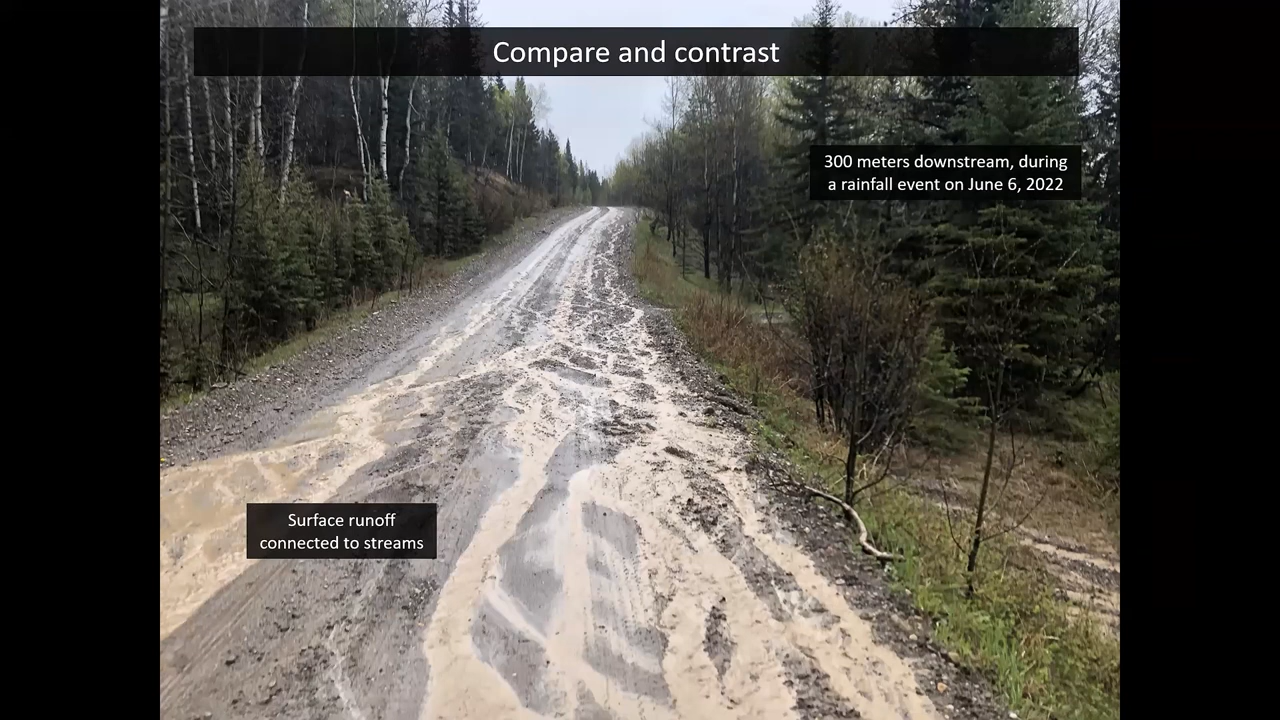 Compare and contrast
300 meters downstream, during
a rainfall event on June 6, 2022
Surface runoff
connected to streams